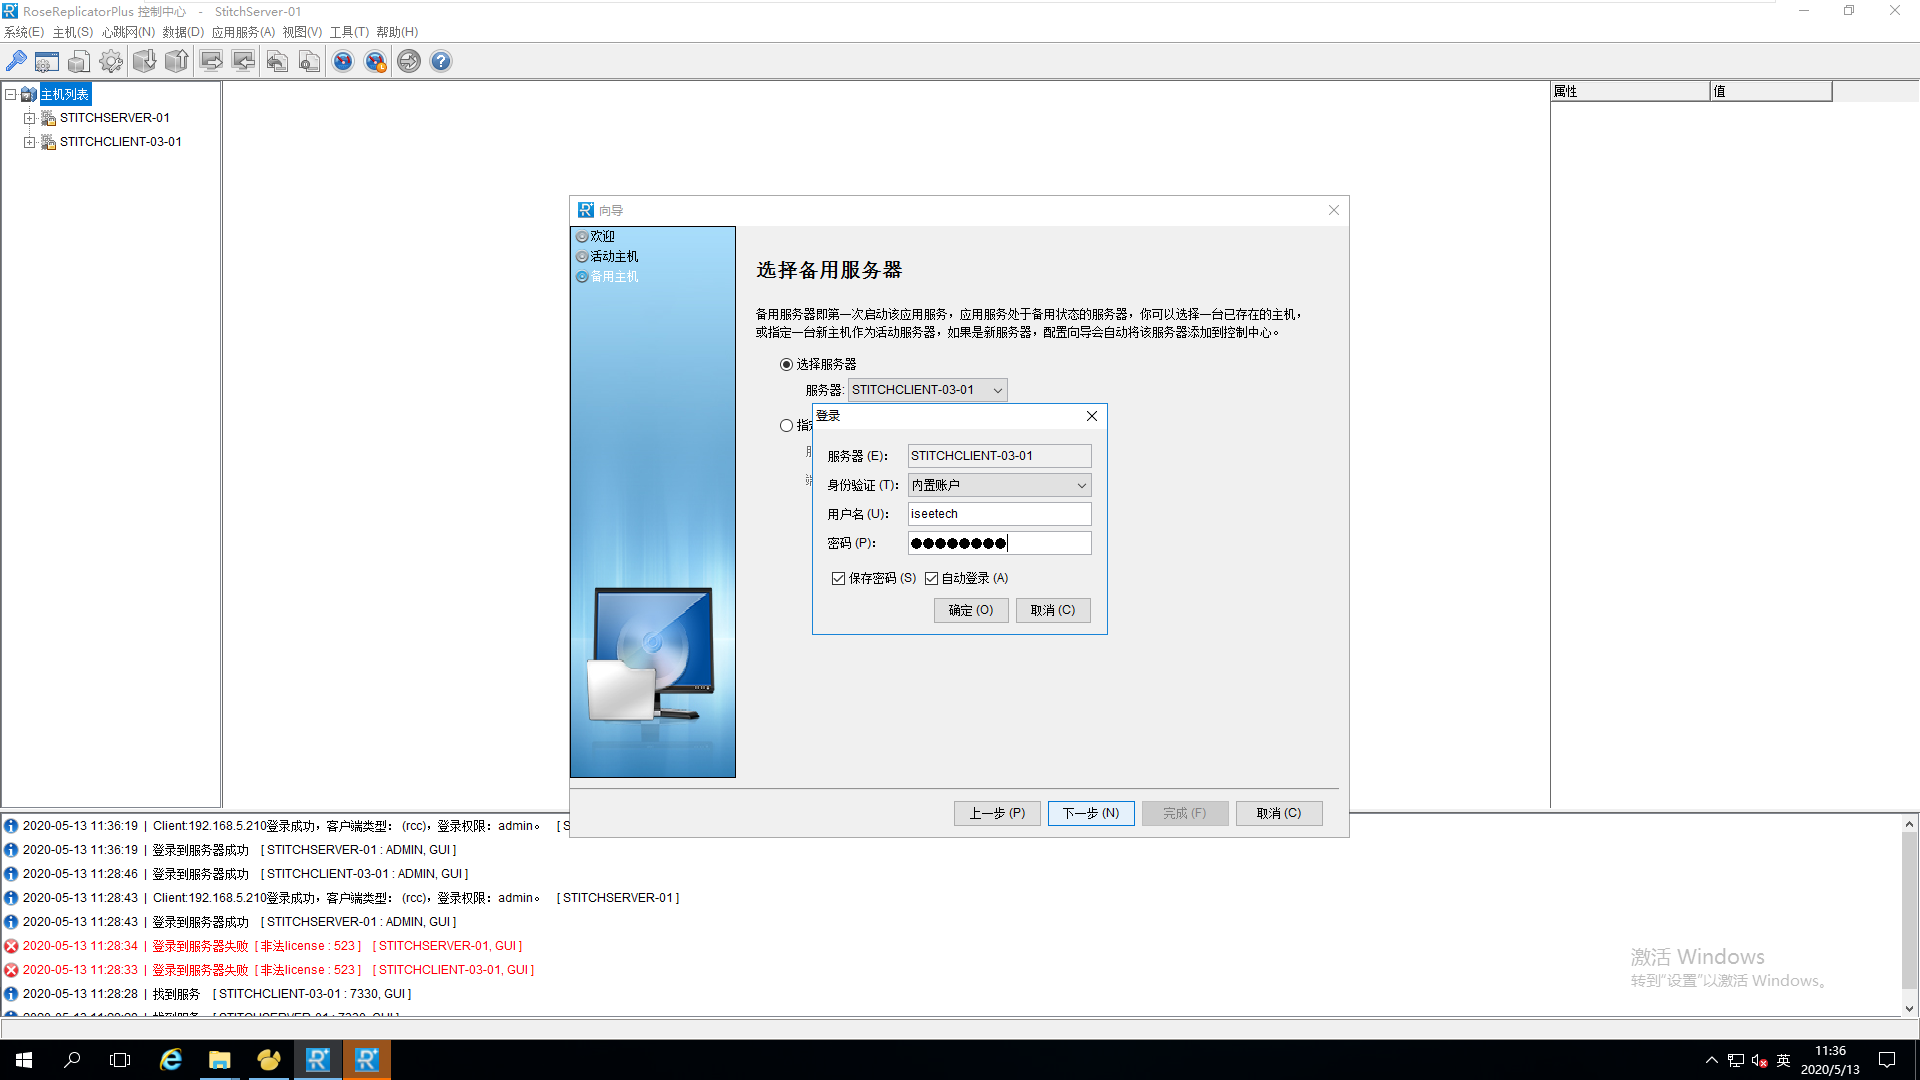 RoseReplicatorPlus 控制中心 - StitchServer-01
系统(E) 主机(S) 心跳网(N) 数据(D) 应用服务(A) 视图(V) 工具(T) 帮助(H)
主机列表
STITCHSERVER-01
STITCHCLIENT-03-01
属性 值
向导
欢迎
活动主机
备用主机
选择备用服务器
备用服务器即第一次启动该应用服务，应用服务处于备用状态的服务器，你可以选择一台已存在的主机，
或指定一台新主机作为活动服务器，如果是新服务器，配置向导会自动将该服务器添加到控制中心。
选择服务器
服务器: STITCHCLIENT-03-01
登录
服务器 (E): STITCHCLIENT-03-01
身份验证 (T): 内置账户
用户名 (U): iseetech
密码 (P): ●●●●●●●●
保存密码 (S) 自动登录 (A)
确定 (O) 取消 (C)
上一步 (P) 下一步 (N) 完成 (F) 取消 (C)
2020-05-13 11:36:19 | Client:192.168.5.210登录成功，客户端类型: (rcc)，登录权限: admin。 [ S
2020-05-13 11:36:19 | 登录到服务器成功 [ STITCHSERVER-01 : ADMIN, GUI ]
2020-05-13 11:28:46 | 登录到服务器成功 [ STITCHCLIENT-03-01 : ADMIN, GUI ]
2020-05-13 11:28:43 | Client:192.168.5.210登录成功，客户端类型: (rcc)，登录权限: admin。 [ STITCHSERVER-01 ]
2020-05-13 11:28:43 | 登录到服务器成功 [ STITCHSERVER-01 : ADMIN, GUI ]
2020-05-13 11:28:34 | 登录到服务器失败 [ 非法license : 523 ] [ STITCHSERVER-01, GUI ]
2020-05-13 11:28:33 | 登录到服务器失败 [ 非法license : 523 ] [ STITCHCLIENT-03-01, GUI ]
2020-05-13 11:28:28 | 找到服务 [ STITCHCLIENT-03-01 : 7330, GUI ]
激活 Windows
转到“设置”以激活 Windows。
英
11:36
2020/5/13